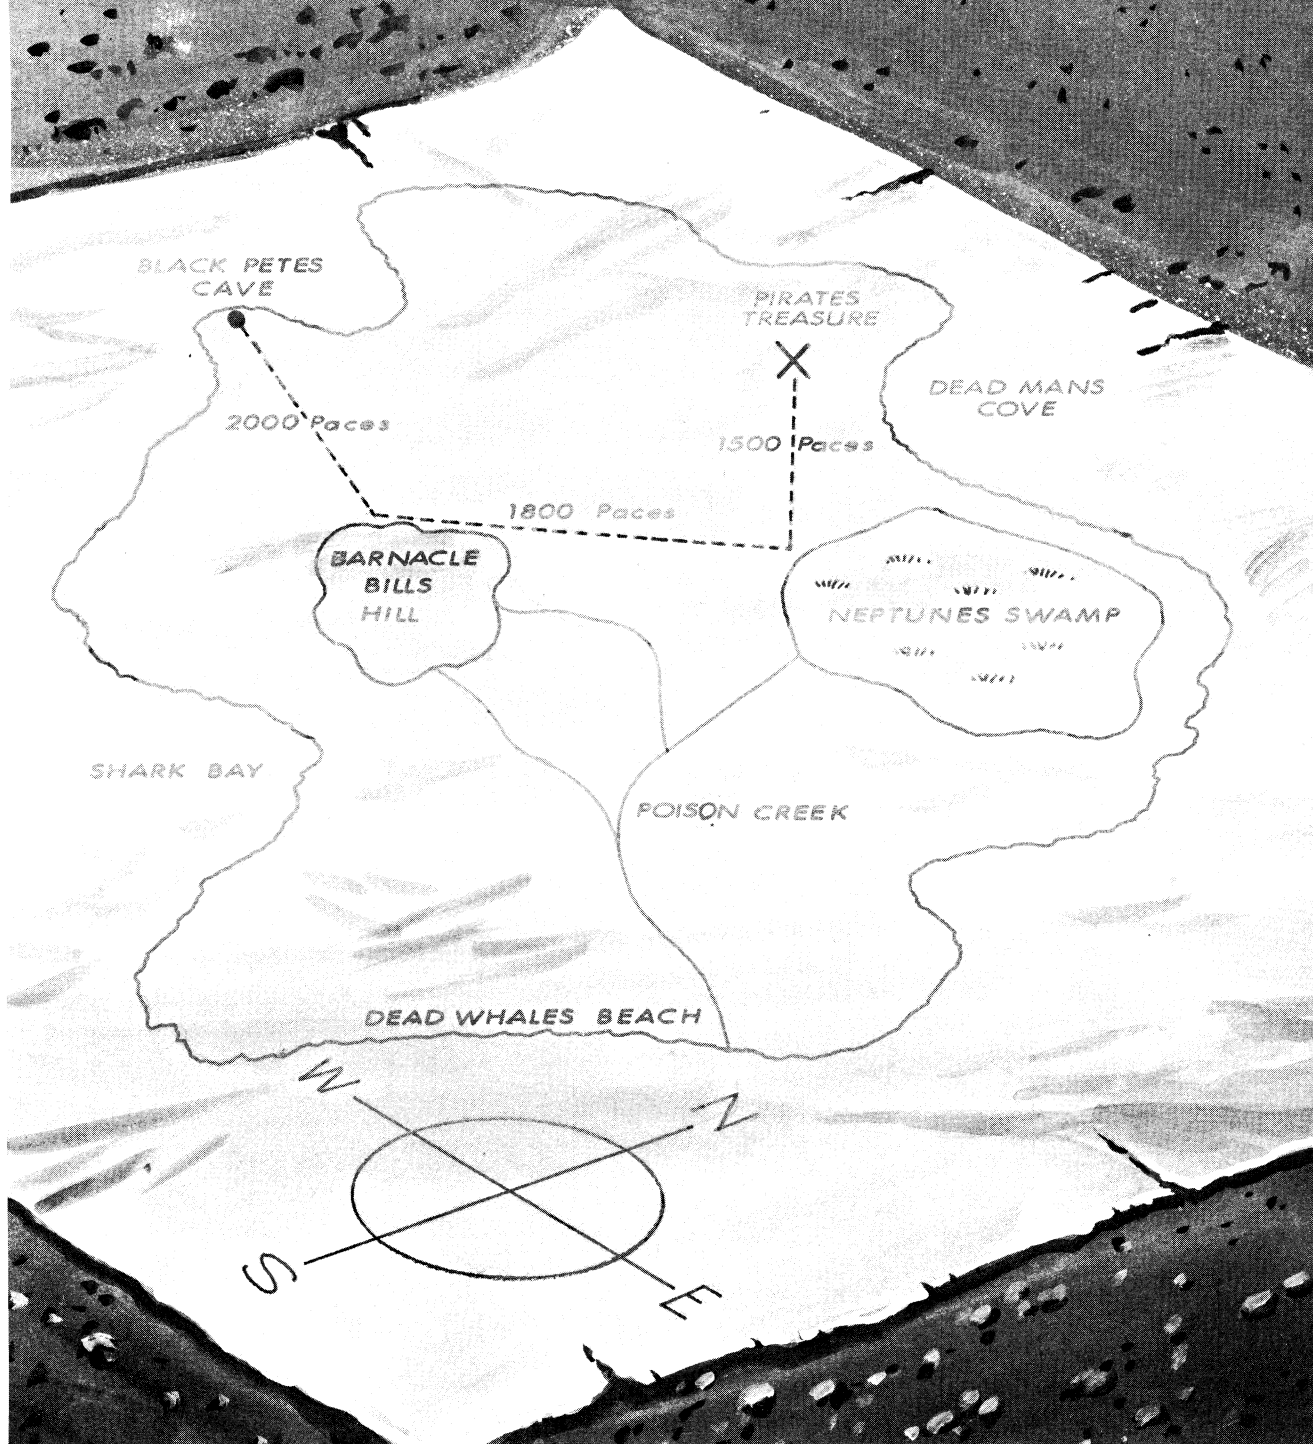 BLACK PETES
CAVE
PIRATES
TREASURE
DEAD MANS
COVE
2000 Paces
1500 Paces
1800 Paces
BARNACLE
BILLS
HILL
NEPTUNES SWAMP
SHARK BAY
POISON CREEK
DEAD WHALES BEACH
W
N
S
E